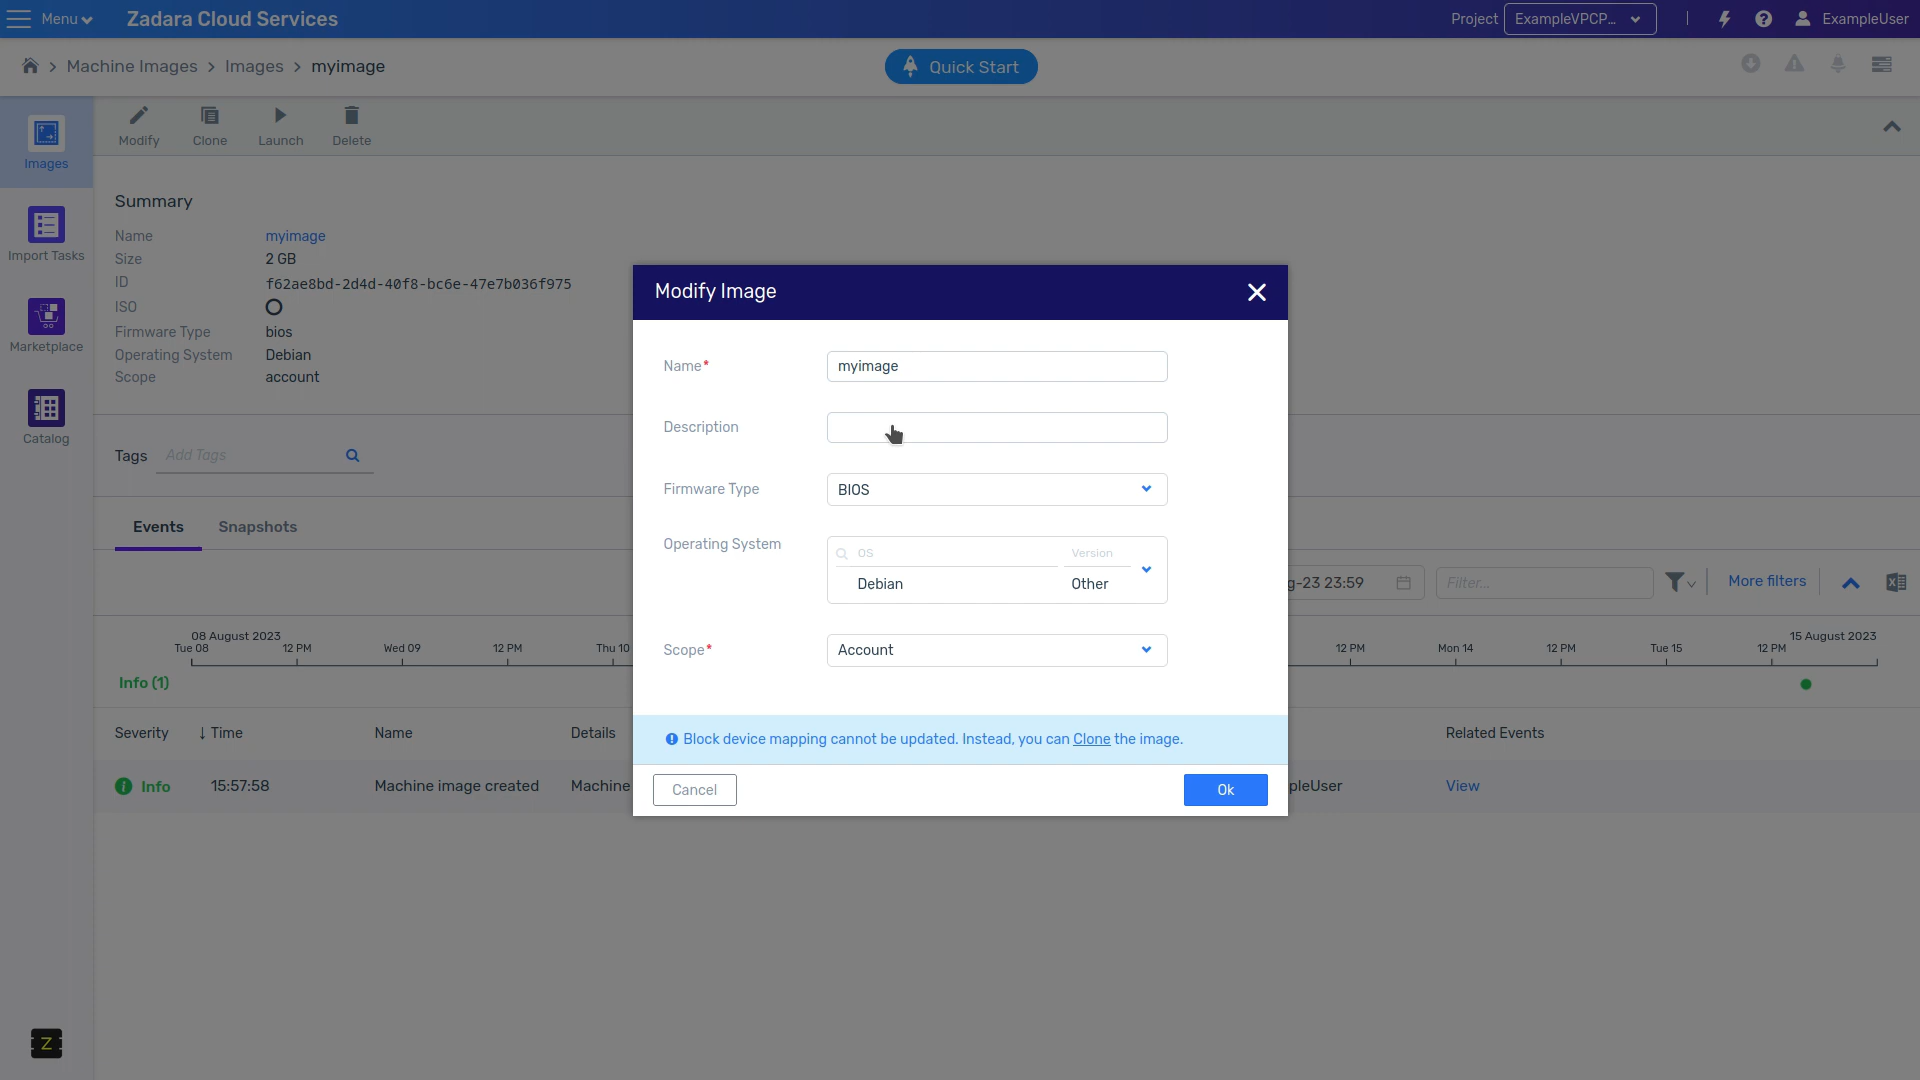 Menu
Zadara Cloud Services
Project
ExampleVPCP...
ExampleUser
Machine Images
Images
myimage
Quick Start
Images
Import Tasks
Marketplace
Catalog
Modify
Clone
Launch
Delete
Summary
Name myimage
Size 2 GB
ID f62ae8bd-2d4d-40f8-bc6e-47e7b036f975
ISO
Firmware Type bios
Operating System Debian
Scope account
Tags Add Tags
Events Snapshots
g-23 23:59
Filter...
More filters
08 August 2023 15 August 2023
Tue 08 12 PM Wed 09 12 PM Thu 10 12 PM Mon 14 12 PM Tue 15 12 PM
Info (1)
Severity ↓ Time Name Details Related Events
Info 15:57:58 Machine image created Machine pleUser View
Modify Image
Name* myimage
Description
Firmware Type BIOS
Operating System
OS Version
Debian Other
Scope* Account
Block device mapping cannot be updated. Instead, you can Clone the image.
Cancel Ok
Z